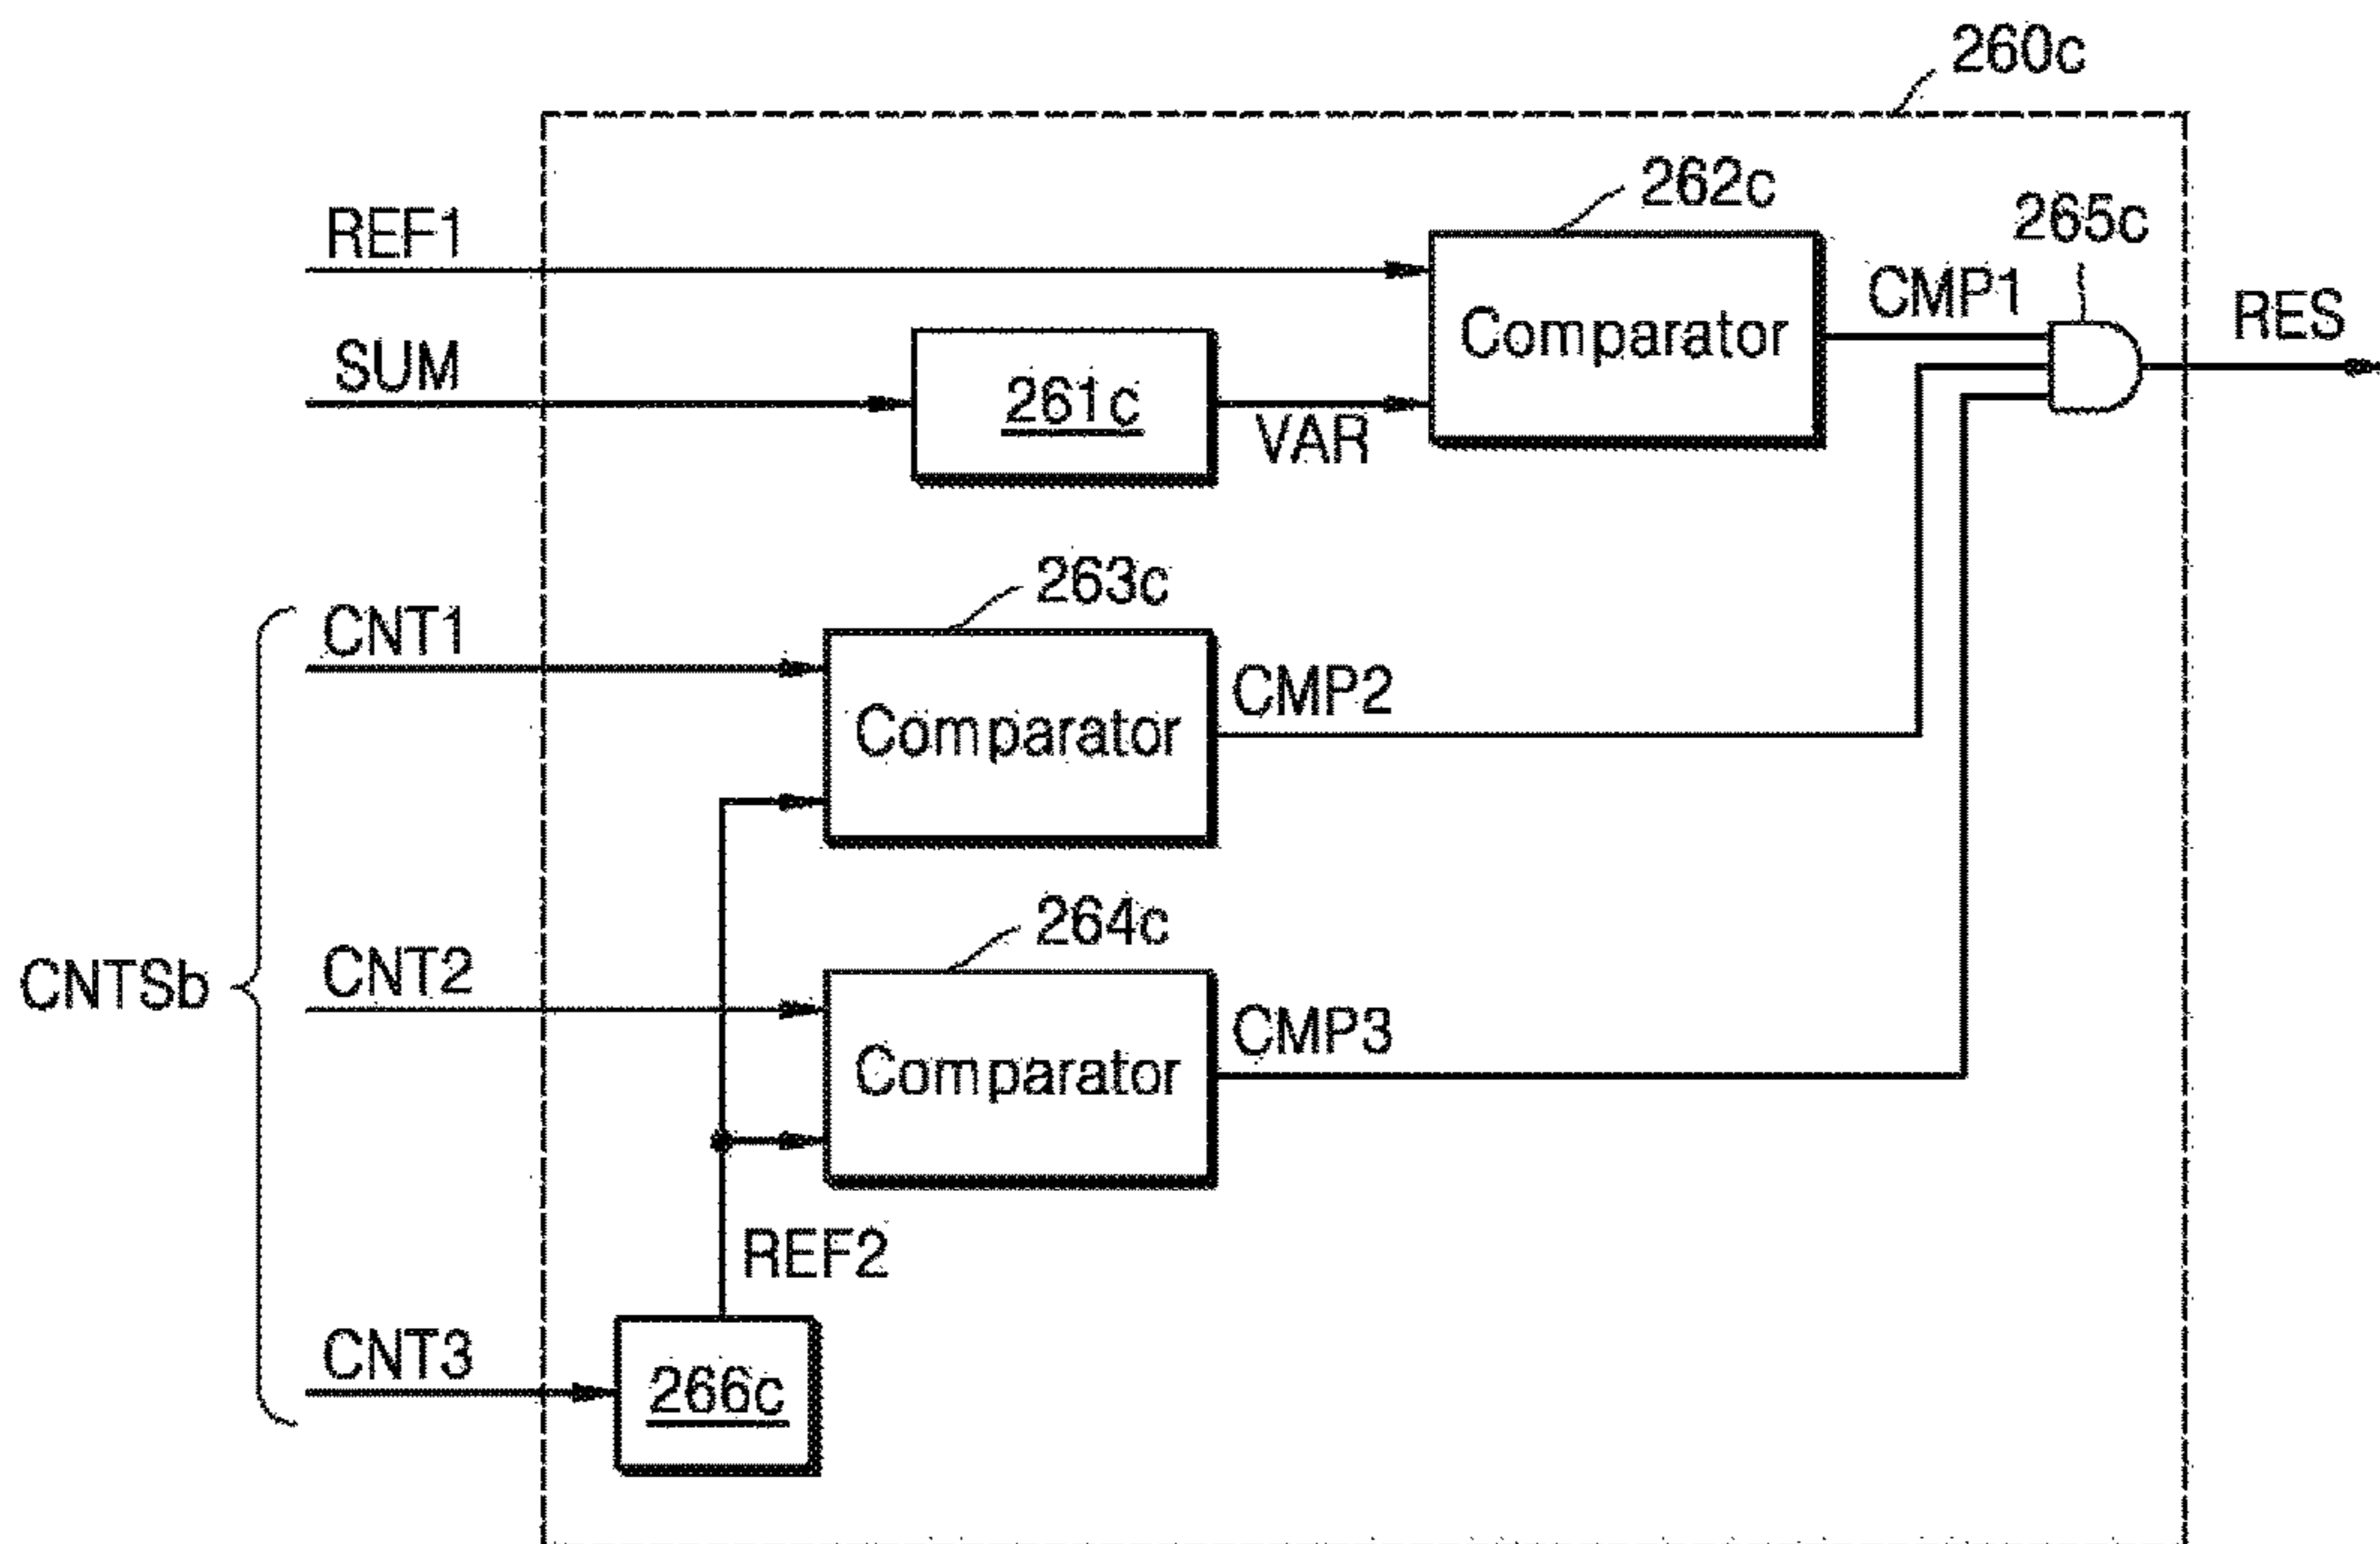 260c
262c
265c
REF1
CMP1
RES
Comparator
SUM
261c
VAR
263c
CNT1
CMP2
Comparator
264c
CNTSb
CNT2
CMP3
Comparator
REF2
CNT3
266c